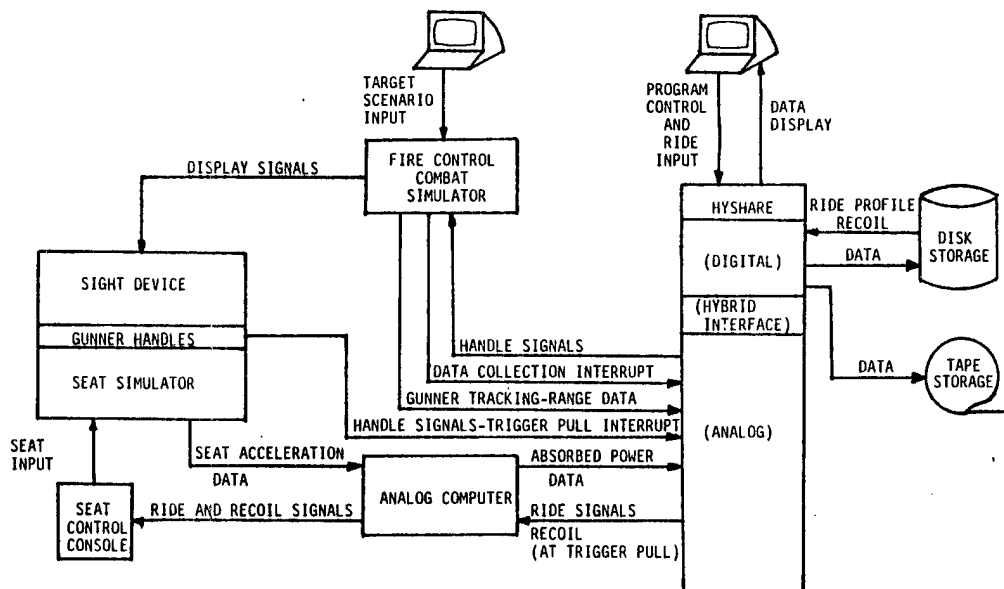 TARGET
SCENARIO
INPUT
PROGRAM
CONTROL
AND
RIDE
INPUT
DATA
DISPLAY
DISPLAY SIGNALS
FIRE CONTROL
COMBAT
SIMULATOR
HYSHARE
(DIGITAL)
(HYBRID
INTERFACE)
(ANALOG)
RIDE PROFILE
RECOIL
DATA
DISK
STORAGE
DATA
TAPE
STORAGE
SIGHT DEVICE
GUNNER HANDLES
SEAT SIMULATOR
HANDLE SIGNALS
DATA COLLECTION INTERRUPT
GUNNER TRACKING-RANGE DATA
HANDLE SIGNALS-TRIGGER PULL INTERRUPT
SEAT
INPUT
SEAT ACCELERATION
DATA
ABSORBED POWER
DATA
ANALOG COMPUTER
SEAT
CONTROL
CONSOLE
RIDE AND RECOIL SIGNALS
RIDE SIGNALS
RECOIL
(AT TRIGGER PULL)